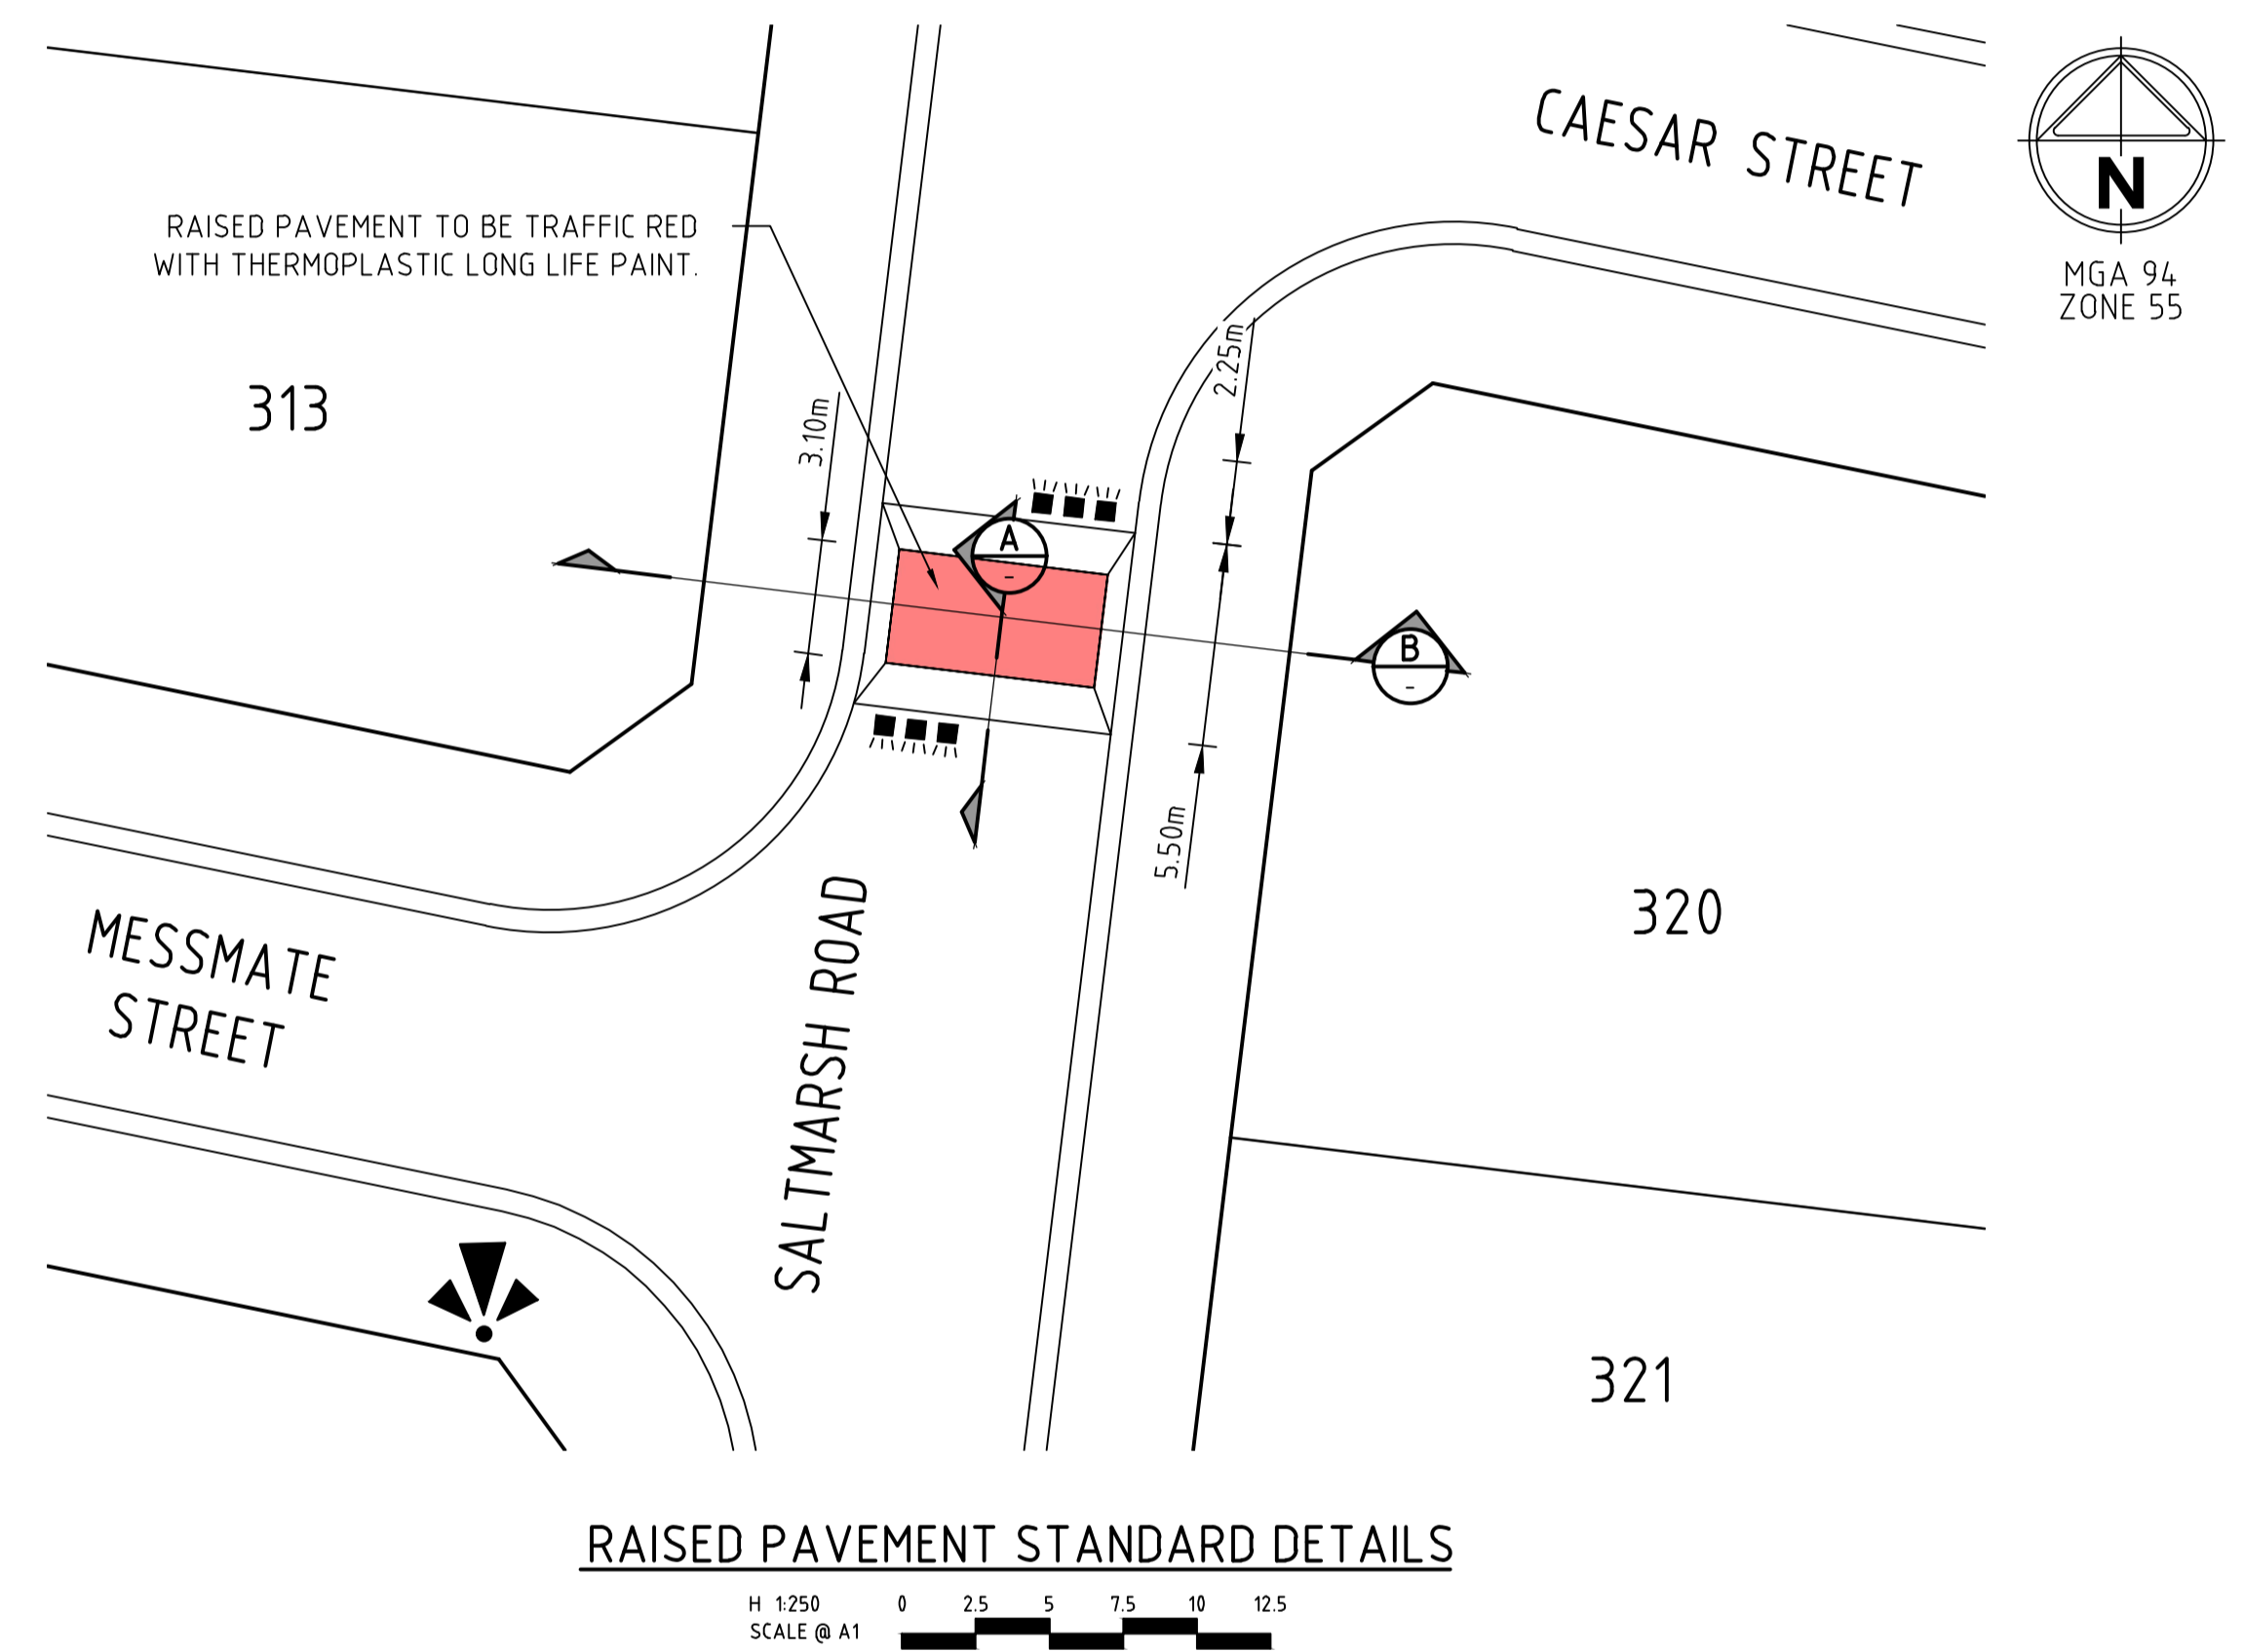 CAESAR STREET
N
MGA 94
ZONE 55
RAISED PAVEMENT TO BE TRAFFIC RED
WITH THERMOPLASTIC LONG LIFE PAINT.
313
3.10m
2.25m
A
-
B
-
5.50m
320
MESSMATE
STREET
SALTMARSH ROAD
321
RAISED PAVEMENT STANDARD DETAILS
H 1:250
SCALE @ A1
0 2.5 5 7.5 10 12.5